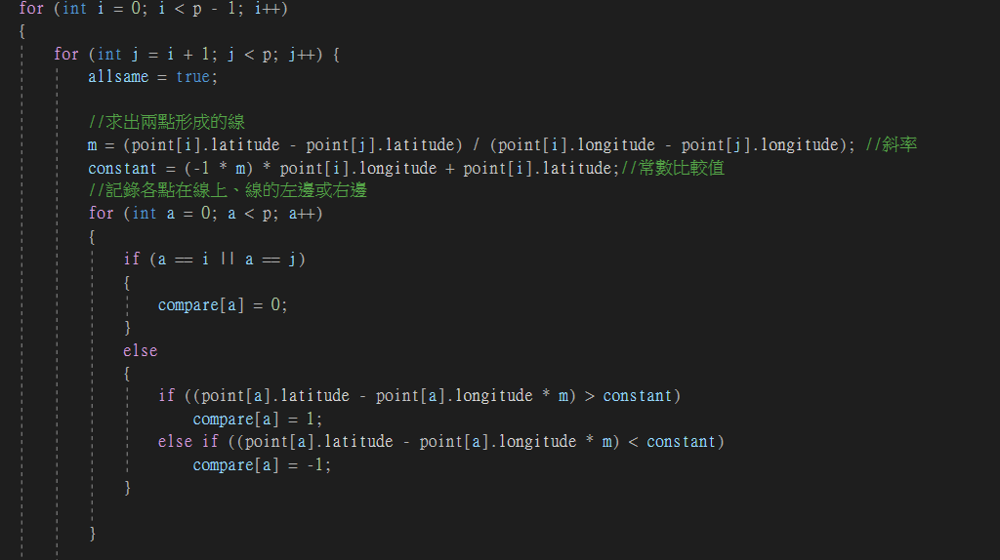 for (int i = 0; i < p - 1; i++)
{
for (int j = i + 1; j < p; j++) {
allsame = true;
//求出兩點形成的線
m = (point[i].latitude - point[j].latitude) / (point[i].longitude - point[j].longitude); //斜率
constant = (-1 * m) * point[i].longitude + point[i].latitude;//常數比較值
//記錄各點在線上、線的左邊或右邊
for (int a = 0; a < p; a++)
{
if (a == i || a == j)
{
compare[a] = 0;
}
else
{
if ((point[a].latitude - point[a].longitude * m) > constant)
compare[a] = 1;
else if ((point[a].latitude - point[a].longitude * m) < constant)
compare[a] = -1;
}
}